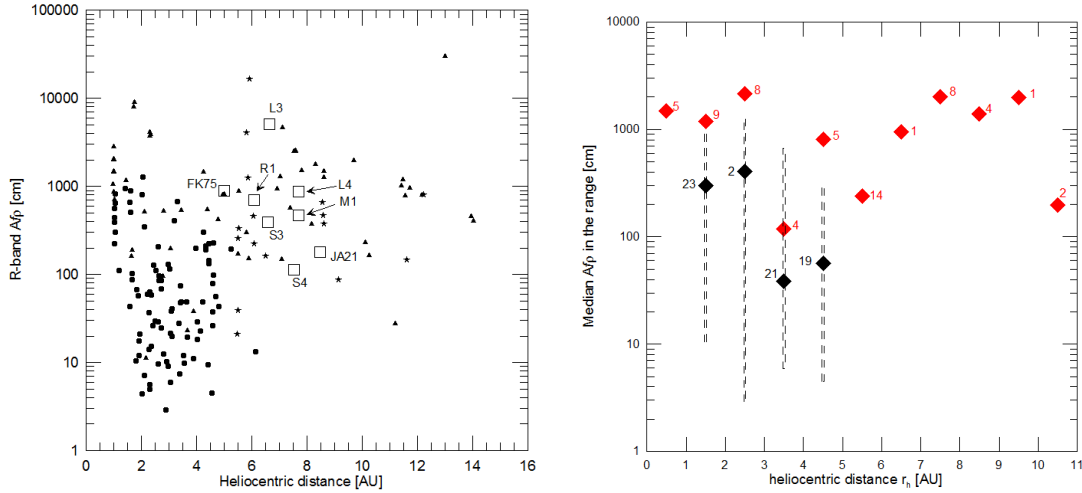 100000
10000
1000
100
10
1
R-band Afρ [cm]
L3
R1
FK75
L4
M1
S3
JA21
S4
0 2 4 6 8 10 12 14 16
Heliocentric distance [AU]
10000
1000
100
10
1
Median Afρ in the range [cm]
5
9
8
5
1
8
4
1
23
2
14
2
4
21
19
0 1 2 3 4 5 6 7 8 9 10 11
heliocentric distance rh [AU]